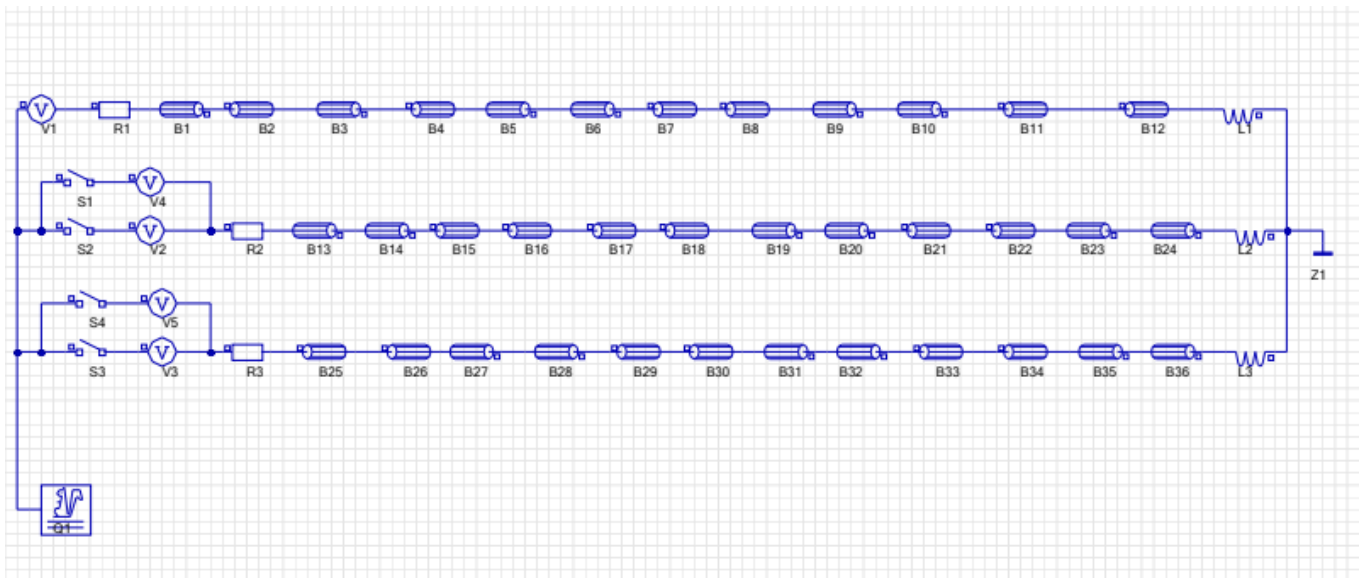 V V1 R1 B1 B2 B3 B4 B5 B6 B7 B8 B9 B10 B11 B12 L1
S1 V V4
S2 V V2 R2 B13 B14 B15 B16 B17 B18 B19 B20 B21 B22 B23 B24 L2
Z1
S4 V V5
S3 V V3 R3 B25 B26 B27 B28 B29 B30 B31 B32 B33 B34 B35 B36 L3
Q1